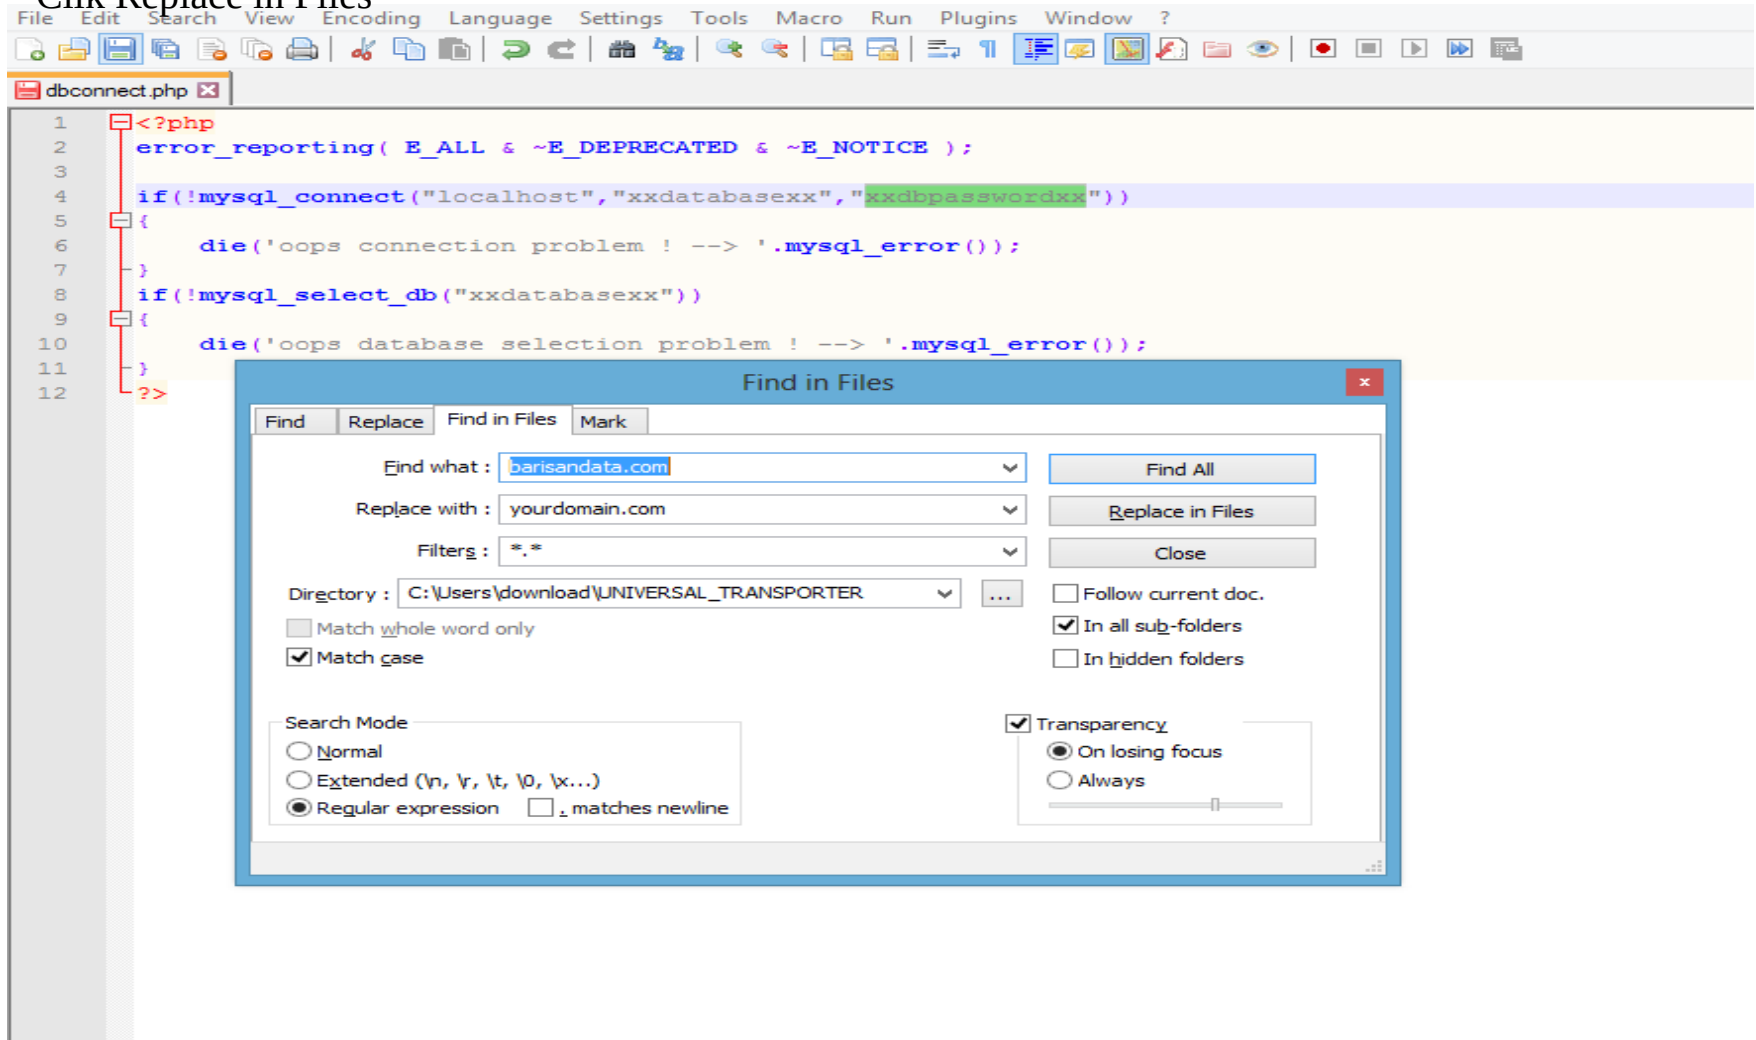 Clik Replace in Files
File Edit Search View Encoding Language Settings Tools Macro Run Plugins Window ?
dbconnect.php
1 <?php
2 error_reporting( E_ALL & ~E_DEPRECATED & ~E_NOTICE );
3
4 if(!mysql_connect("localhost","xxdatabasexx","xxdbpasswordxx"))
5 {
6 die('oops connection problem ! --> '.mysql_error());
7 }
8 if(!mysql_select_db("xxdatabasexx"))
9 {
10 die('oops database selection problem ! --> '.mysql_error());
11 }
12 ?>
Find in Files
Find Replace Find in Files Mark
Find what : barisandata.com Find All
Replace with : yourdomain.com Replace in Files
Filters : *.* Close
Directory : C:\Users\download\UNIVERSAL_TRANSPORTER ... Follow current doc.
Match whole word only In all sub-folders
Match case In hidden folders
Search Mode Transparency
Normal On losing focus
Extended (\n, \r, \t, \0, \x...) Always
Regular expression . matches newline